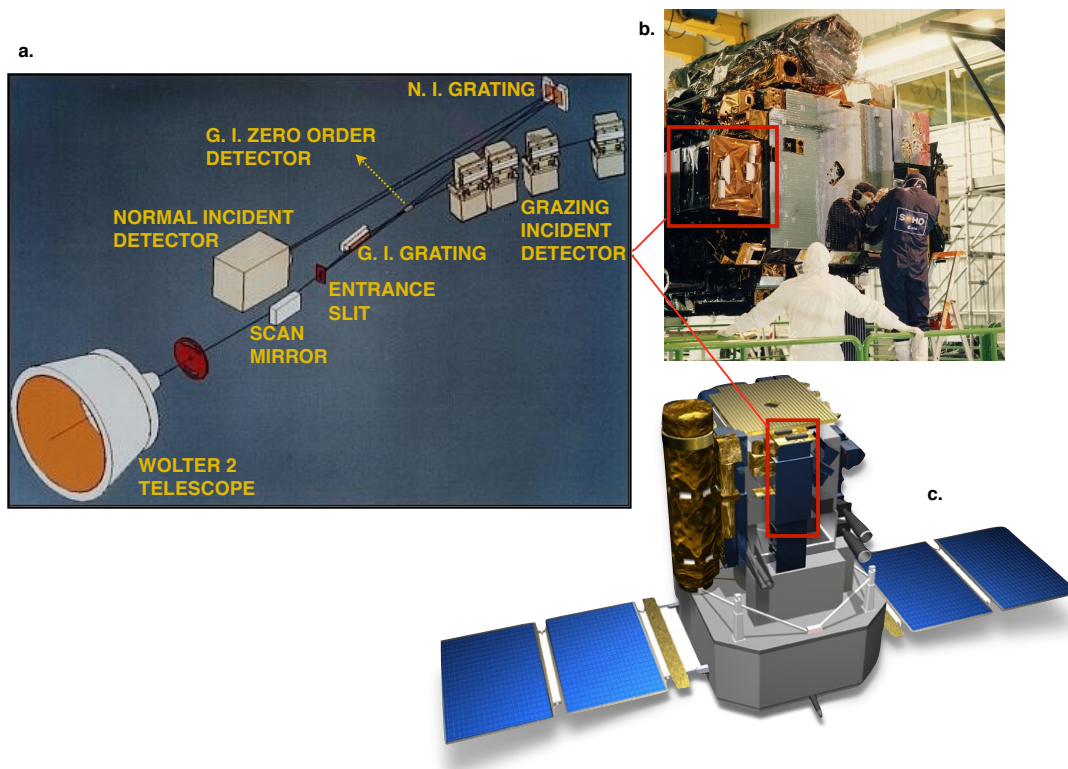 a.
b.
N. I. GRATING
G. I. ZERO ORDER
DETECTOR
NORMAL INCIDENT
DETECTOR
GRAZING
INCIDENT
DETECTOR
G. I. GRATING
ENTRANCE
SLIT
SCAN
MIRROR
WOLTER 2
TELESCOPE
SOHO
c.